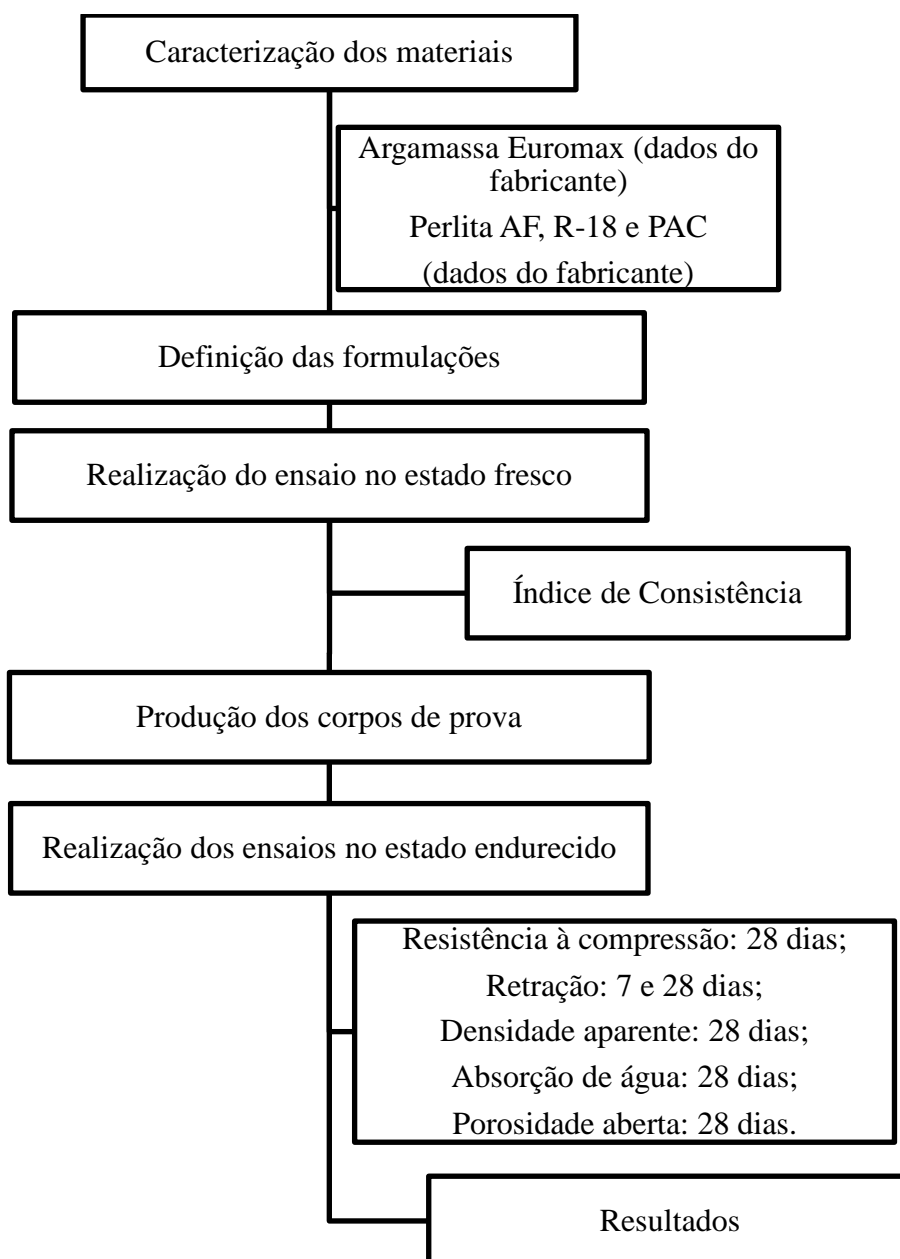 Caracterização dos materiais
Argamassa Euromax (dados do
fabricante)
Perlita AF, R-18 e PAC
(dados do fabricante)
Definição das formulações
Realização do ensaio no estado fresco
Índice de Consistência
Produção dos corpos de prova
Realização dos ensaios no estado endurecido
Resistência à compressão: 28 dias;
Retração: 7 e 28 dias;
Densidade aparente: 28 dias;
Absorção de água: 28 dias;
Porosidade aberta: 28 dias.
Resultados